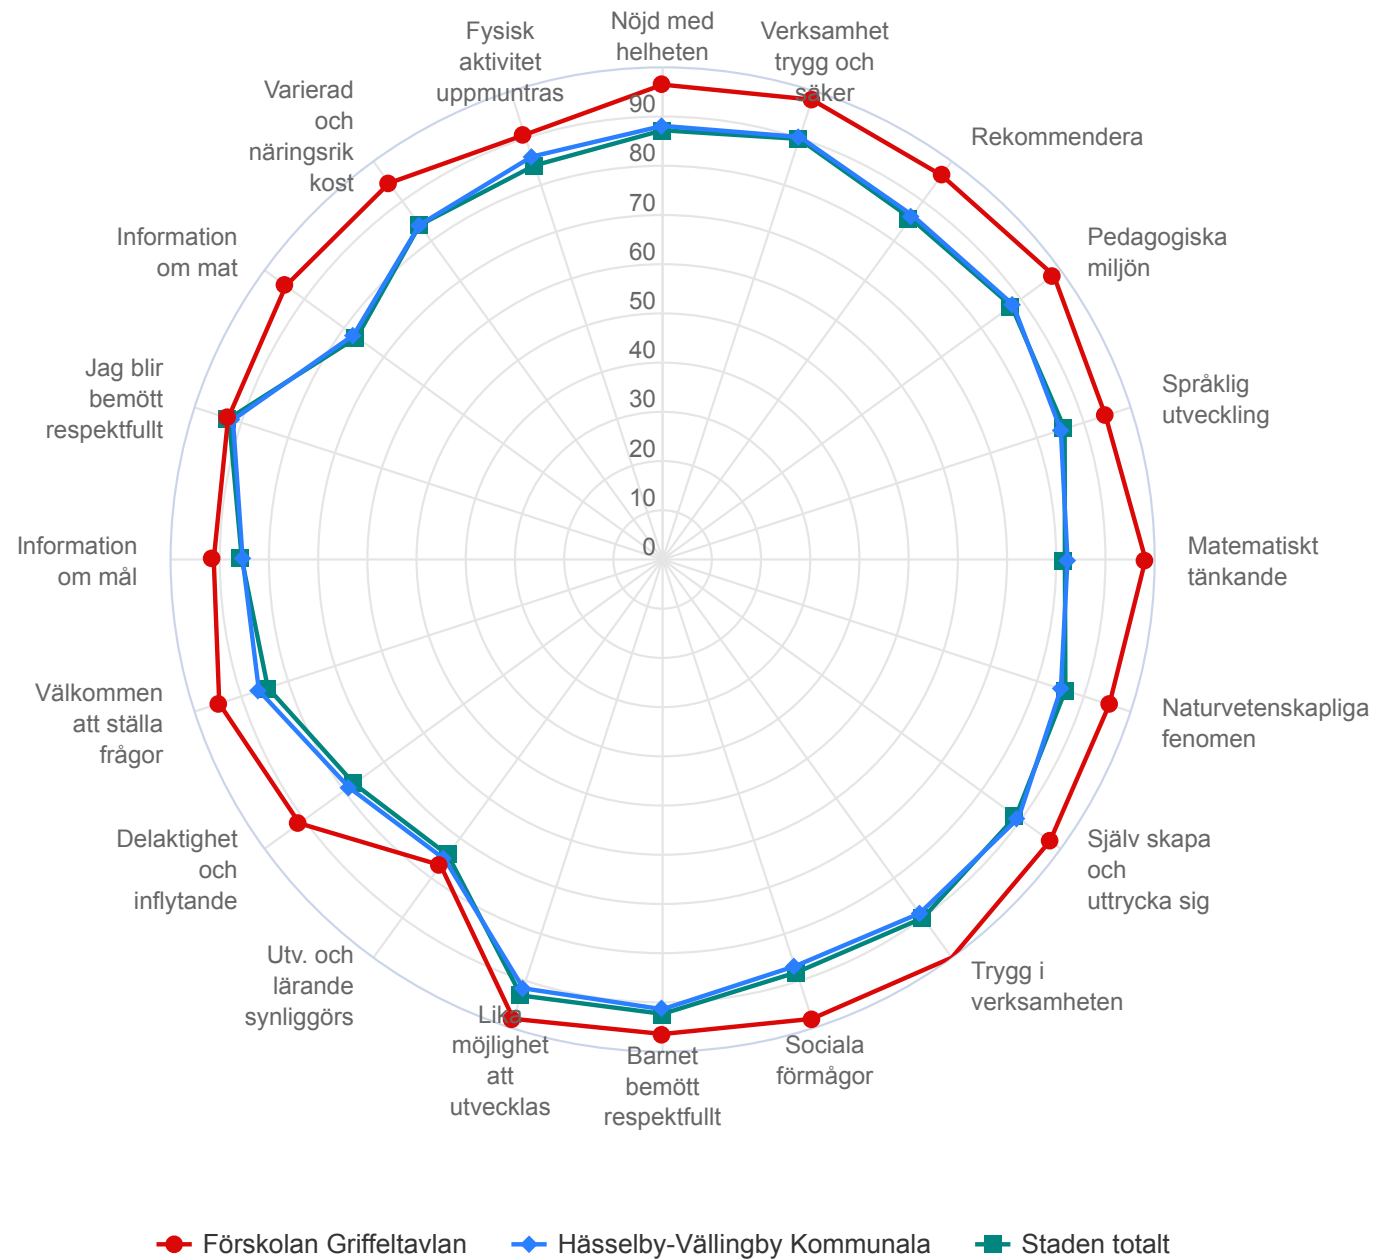 Nöjd med
helheten
Verksamhet
trygg och
säker
Rekommendera
Pedagogiska
miljön
Språklig
utveckling
Matematiskt
tänkande
Naturvetenskapliga
fenomen
Själv skapa
och
uttrycka sig
Trygg i
verksamheten
Sociala
förmågor
Barnet
bemött
respektfullt
Lika
möjlighet
att
utvecklas
Utv. och
lärande
synliggörs
Delaktighet
och
inflytande
Välkommen
att ställa
frågor
Information
om mål
Jag blir
bemött
respektfullt
Information
om mat
Varierad
och
näringsrik
kost
Fysisk
aktivitet
uppmuntras
90
80
70
60
50
40
30
20
10
0
Förskolan Griffeltavlan
Hässelby-Vällingby Kommunala
Staden totalt